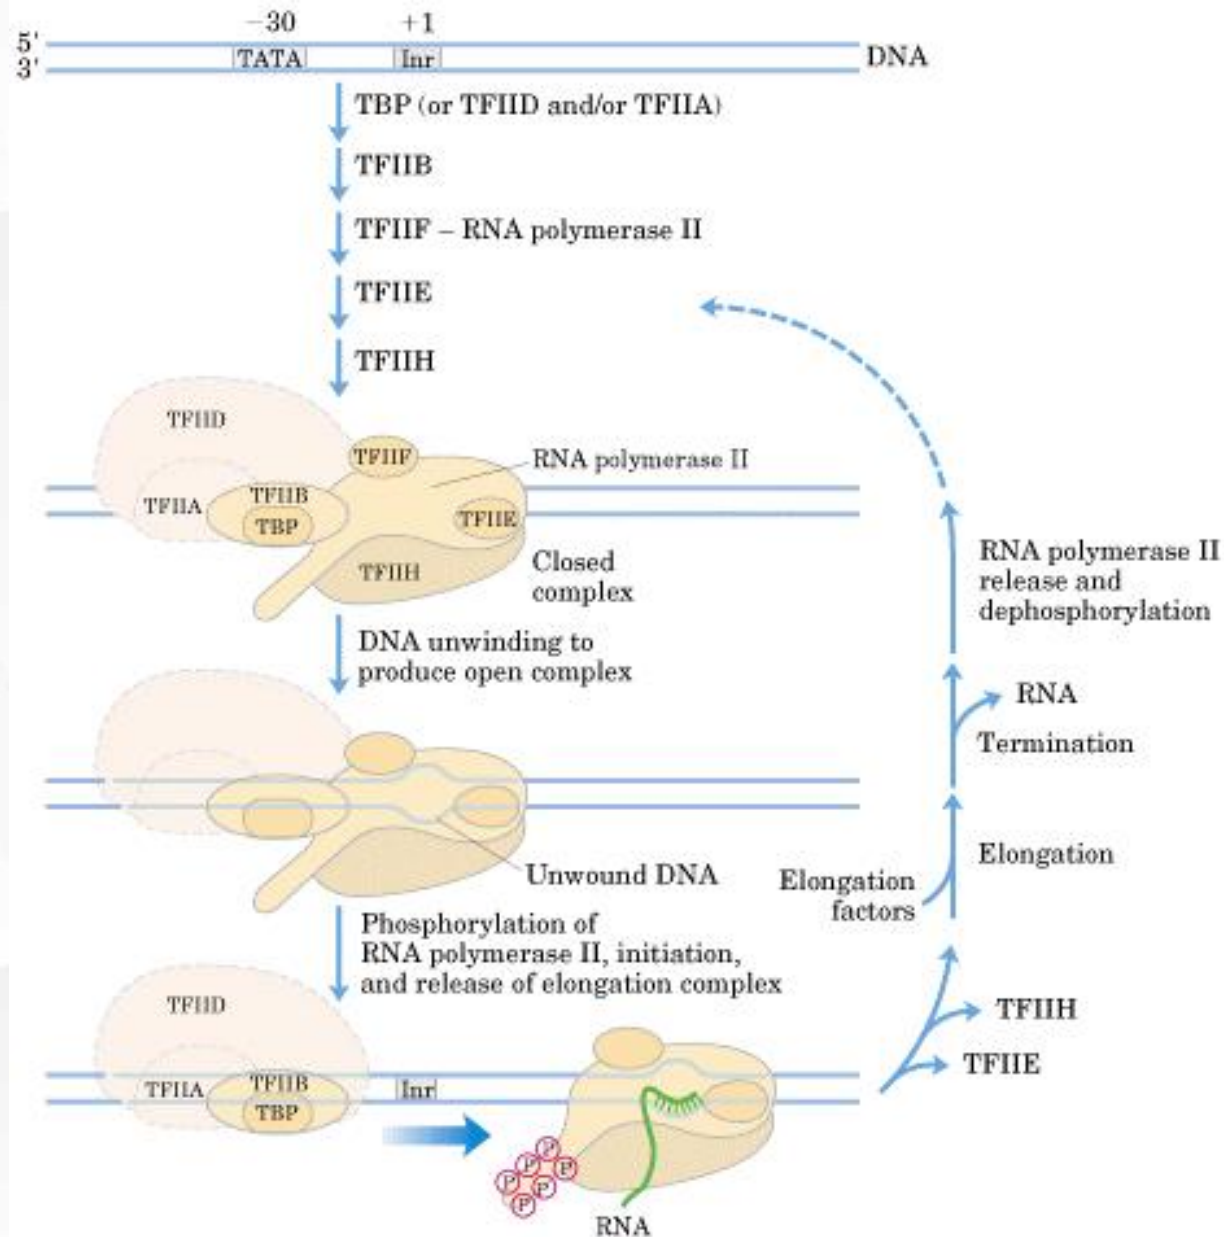 −30
+1
5'
3'
TATA
Inr
DNA
TBP (or TFIID and/or TFIIA)
TFIIB
TFIIF – RNA polymerase II
TFIIE
TFIIH
TFIID
TFIIF
RNA polymerase II
TFIIA
TFIIB
TBP
TFIIE
TFIIH
Closed
complex
DNA unwinding to
produce open complex
Unwound DNA
Phosphorylation of
RNA polymerase II, initiation,
and release of elongation complex
TFIID
TFIIA
TFIIB
TBP
Inr
P
P
P
P
P
P
RNA
TFIIH
TFIIE
Elongation
factors
Elongation
Termination
RNA
RNA polymerase II
release and
dephosphorylation